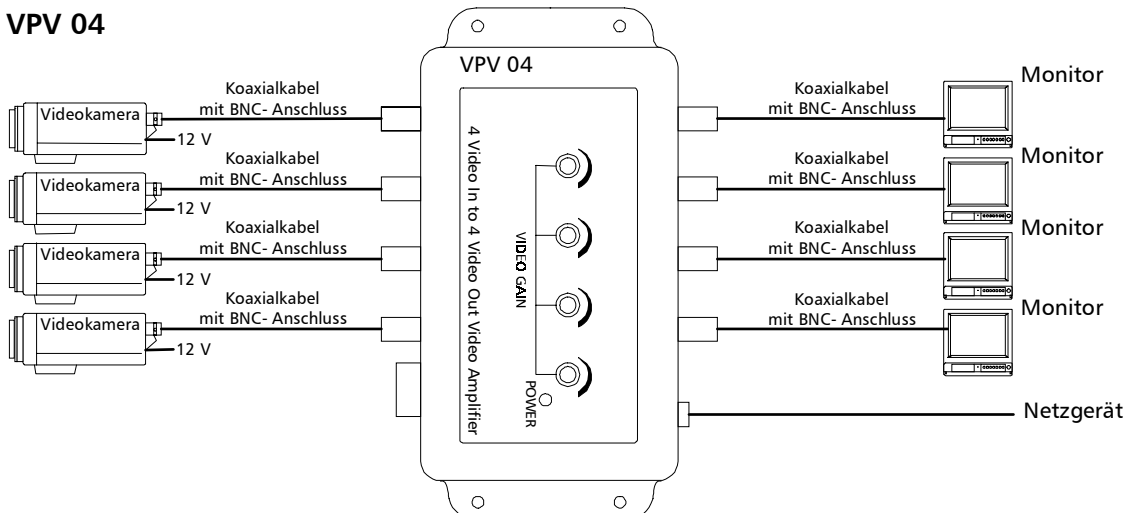 VPV 04
Videokamera
Koaxialkabel
mit BNC- Anschluss
12 V
Videokamera
Koaxialkabel
mit BNC- Anschluss
12 V
Videokamera
Koaxialkabel
mit BNC- Anschluss
12 V
Videokamera
Koaxialkabel
mit BNC- Anschluss
12 V
VPV 04
4 Video In to 4 Video Out Video Amplifier
VIDEO GAIN
POWER
Koaxialkabel
mit BNC- Anschluss
Monitor
Koaxialkabel
mit BNC- Anschluss
Monitor
Koaxialkabel
mit BNC- Anschluss
Monitor
Koaxialkabel
mit BNC- Anschluss
Monitor
Netzgerät